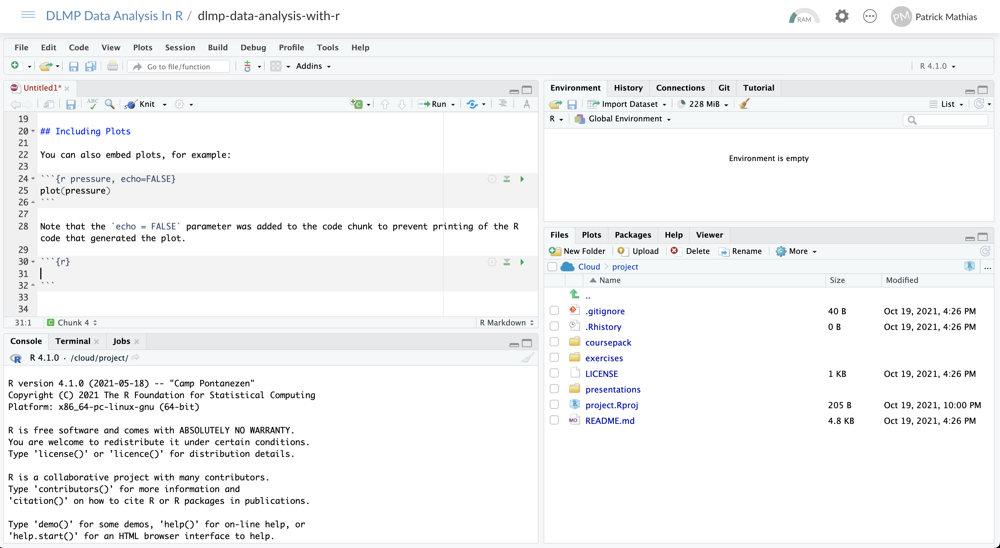 DLMP Data Analysis In R / dlmp-data-analysis-with-r
RAM
PM Patrick Mathias
File Edit Code View Plots Session Build Debug Profile Tools Help
Go to file/function
Git
Addins
R 4.1.0
Rmd Untitled1*
ABC
Knit
C
Run
19
20 ## Including Plots
21
22 You can also embed plots, for example:
23
24 ```{r pressure, echo=FALSE}
25 plot(pressure)
26 ```
27
28 Note that the `echo = FALSE` parameter was added to the code chunk to prevent printing of the R
code that generated the plot.
29
30 ```{r}
31
32 ```
33
34
31:1 C Chunk 4 R Markdown
Console Terminal Jobs
R R 4.1.0 · /cloud/project/
R version 4.1.0 (2021-05-18) -- "Camp Pontanezen"
Copyright (C) 2021 The R Foundation for Statistical Computing
Platform: x86_64-pc-linux-gnu (64-bit)
R is free software and comes with ABSOLUTELY NO WARRANTY.
You are welcome to redistribute it under certain conditions.
Type 'license()' or 'licence()' for distribution details.
R is a collaborative project with many contributors.
Type 'contributors()' for more information and
'citation()' on how to cite R or R packages in publications.
Type 'demo()' for some demos, 'help()' for on-line help, or
'help.start()' for an HTML browser interface to help.
Environment History Connections Git Tutorial
Import Dataset 228 MiB List
R Global Environment
Environment is empty
Files Plots Packages Help Viewer
New Folder Upload Delete Rename More
Cloud > project R ...
Name Size Modified
..
.gitignore 40 B Oct 19, 2021, 4:26 PM
.Rhistory 0 B Oct 19, 2021, 4:26 PM
coursepack
exercises
LICENSE 1 KB Oct 19, 2021, 4:26 PM
presentations
R project.Rproj 205 B Oct 19, 2021, 10:00 PM
MD README.md 4.8 KB Oct 19, 2021, 4:26 PM